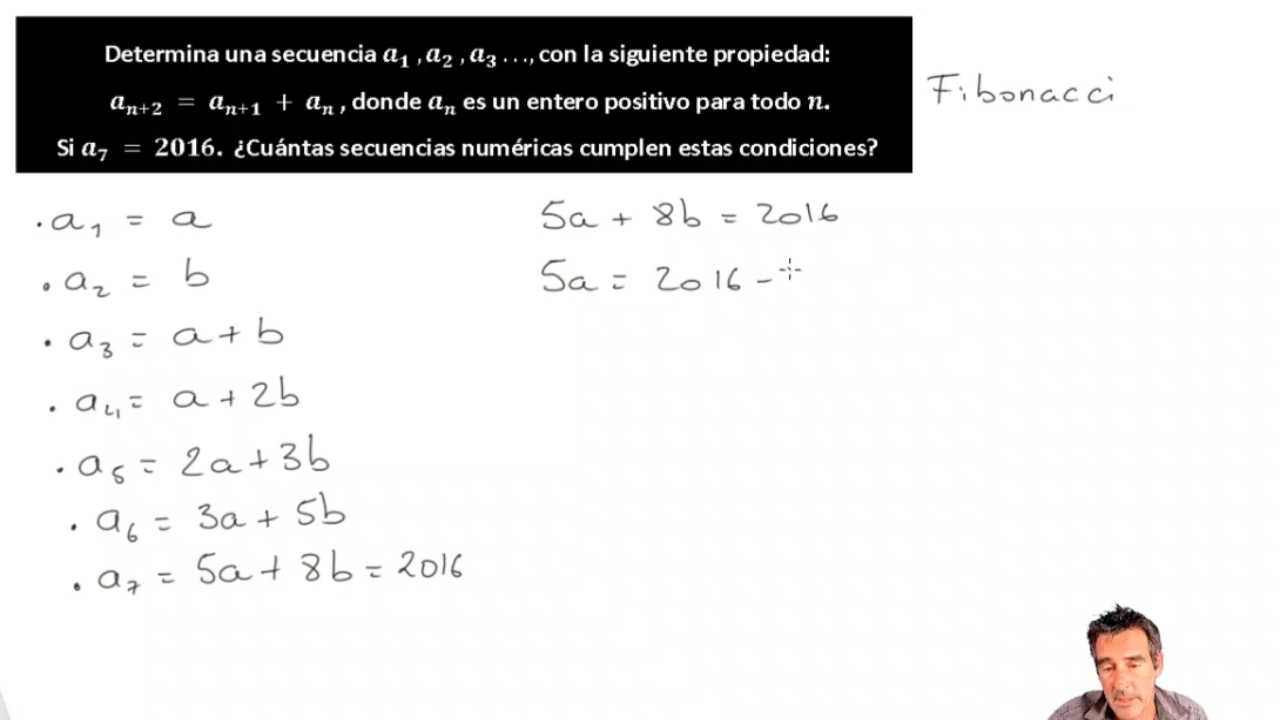 Determina una secuencia a₁ , a₂ , a₃ …, con la siguiente propiedad:
aₙ₊₂ = aₙ₊₁ + aₙ , donde aₙ es un entero positivo para todo n.
Si a₇ = 2016. ¿Cuántas secuencias numéricas cumplen estas condiciones?
Fibonacci
. a₁ = a
. a₂ = b
. a₃ = a + b
. a₄ = a + 2b
. a₅ = 2a + 3b
. a₆ = 3a + 5b
. a₇ = 5a + 8b = 2016
5a + 8b = 2016
5a = 2016 -